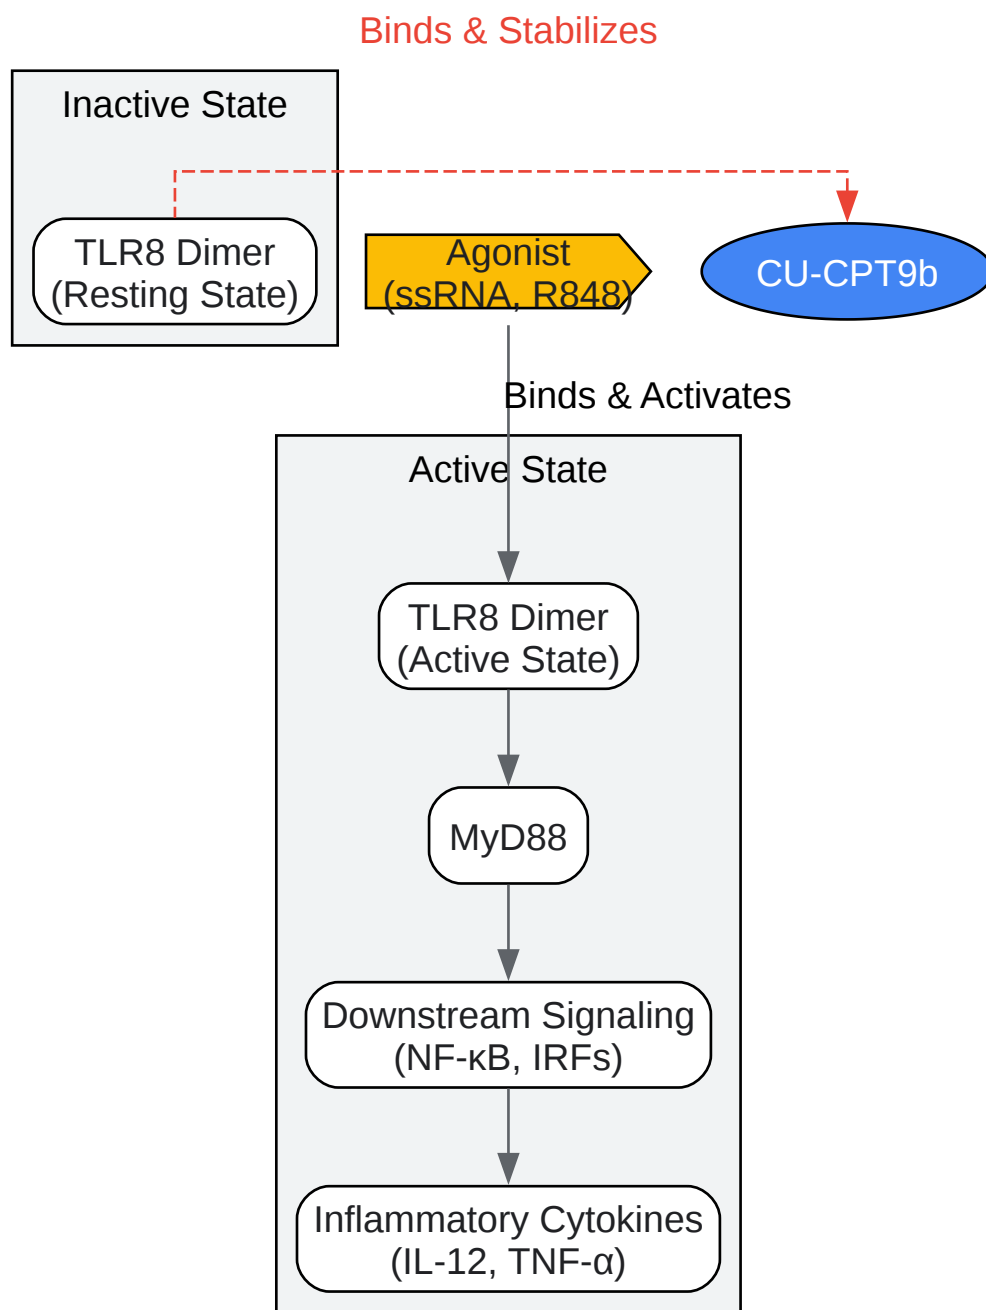 Binds & Stabilizes
Inactive State
TLR8 Dimer
(Resting State)
Agonist
(ssRNA, R848)
CU-CPT9b
Binds & Activates
Active State
TLR8 Dimer
(Active State)
MyD88
Downstream Signaling
(NF-κB, IRFs)
Inflammatory Cytokines
(IL-12, TNF-α)